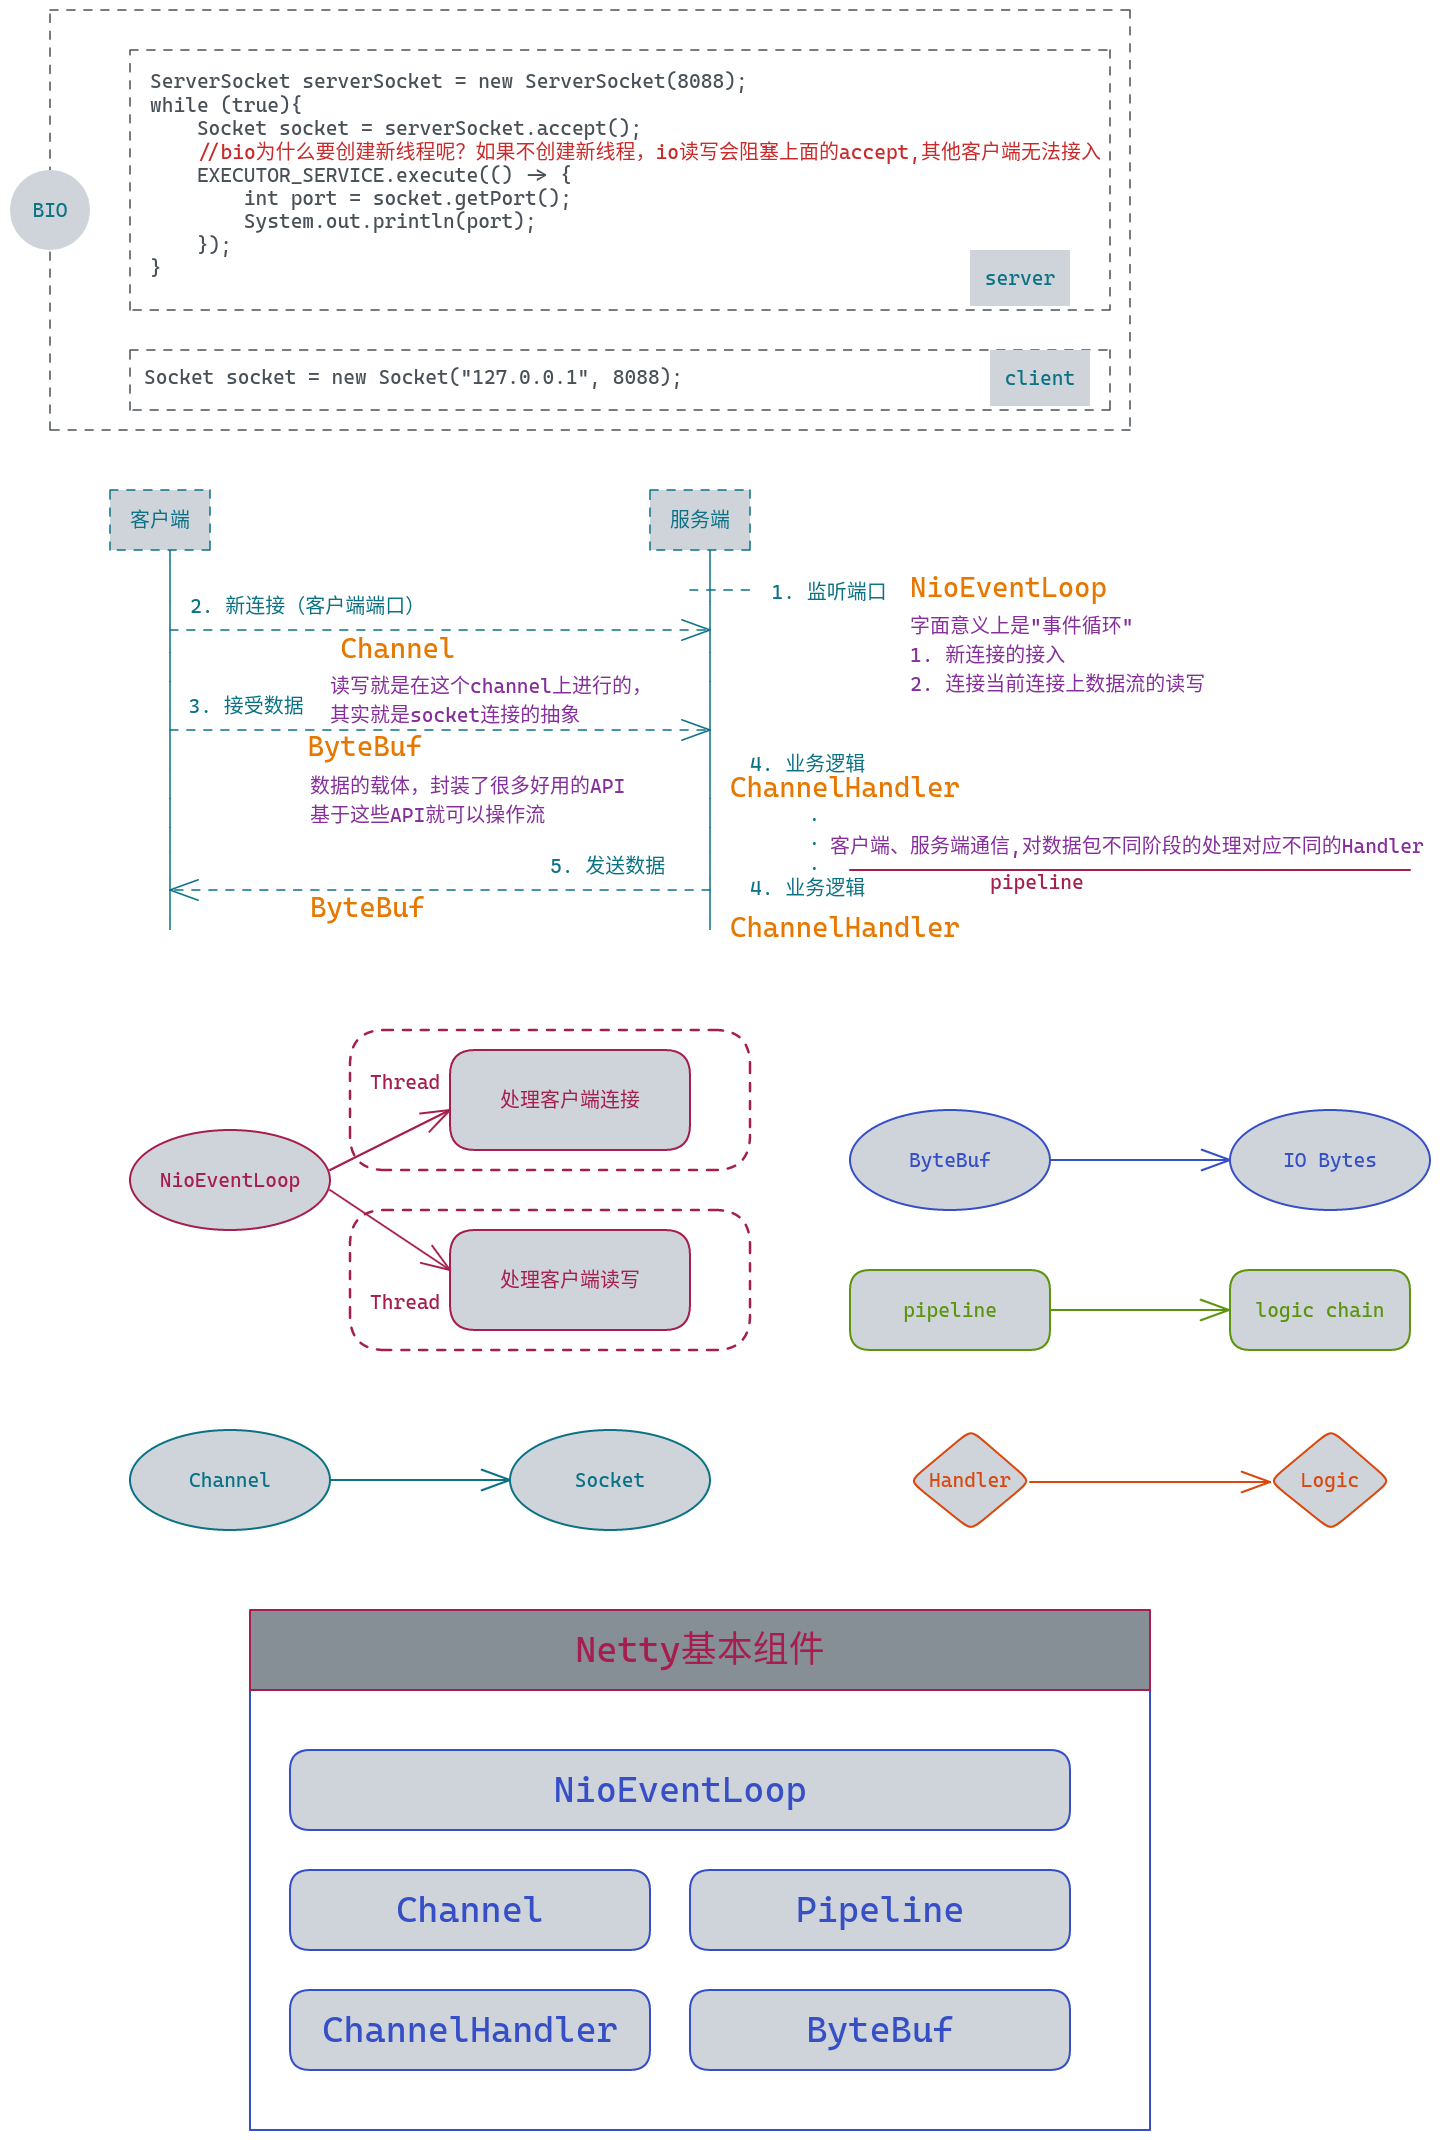 ServerSocket serverSocket = new ServerSocket(8088);
while (true){
    Socket socket = serverSocket.accept();
    //bio为什么要创建新线程呢？如果不创建新线程，io读写会阻塞上面的accept,其他客户端无法接入
    EXECUTOR_SERVICE.execute(() -> {
        int port = socket.getPort();
        System.out.println(port);
    });
}
BIO
server
Socket socket = new Socket("127.0.0.1", 8088);
client
客户端
服务端
1. 监听端口
NioEventLoop
字面意义上是"事件循环"
1. 新连接的接入
2. 连接当前连接上数据流的读写
2. 新连接（客户端端口）
Channel
读写就是在这个channel上进行的，
其实就是socket连接的抽象
3. 接受数据
ByteBuf
数据的载体，封装了很多好用的API
基于这些API就可以操作流
4. 业务逻辑
ChannelHandler
.
.
.
客户端、服务端通信,对数据包不同阶段的处理对应不同的Handler
pipeline
4. 业务逻辑
ChannelHandler
5. 发送数据
ByteBuf
NioEventLoop
Thread
处理客户端连接
Thread
处理客户端读写
ByteBuf
IO Bytes
pipeline
logic chain
Channel
Socket
Handler
Logic
Netty基本组件
NioEventLoop
Channel
Pipeline
ChannelHandler
ByteBuf